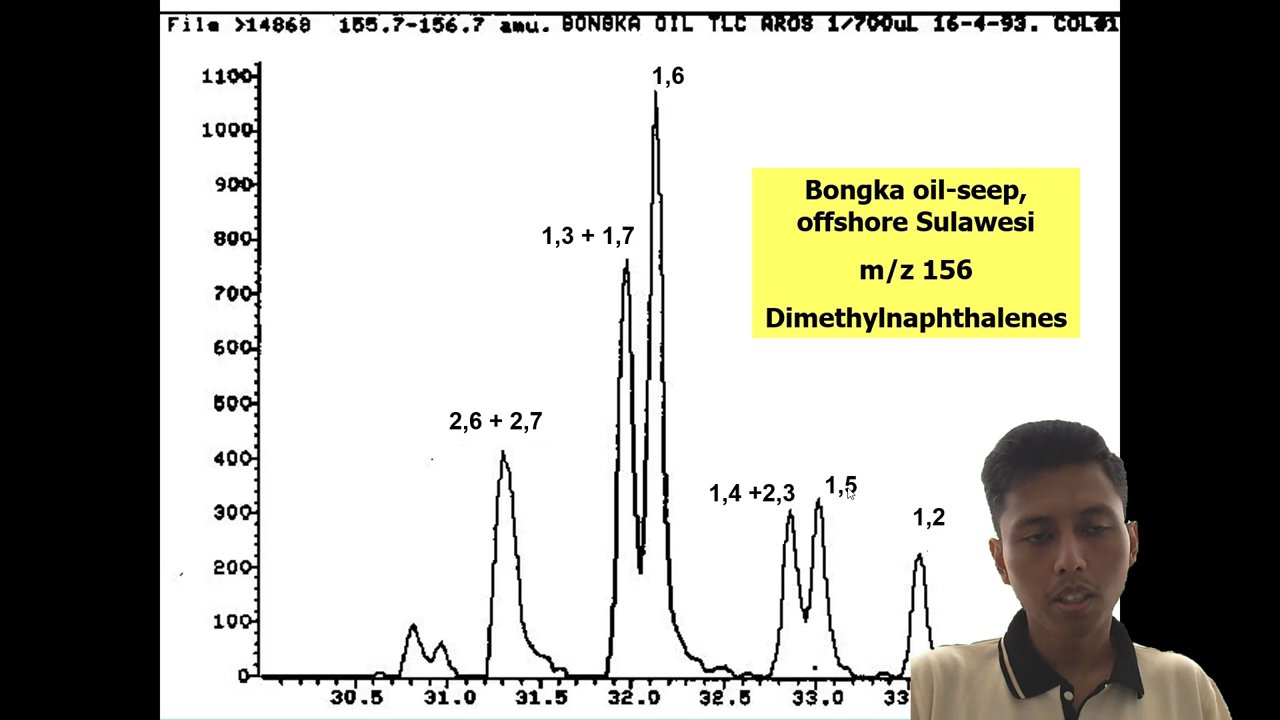 File >14868 155.7-156.7 amu. BONGKA OIL TLC AROS 1/700uL 16-4-93. COL#1
1100
1,6
1000
900
Bongka oil-seep,
offshore Sulawesi
800
1,3 + 1,7
m/z 156
700
Dimethylnaphthalenes
600
500
2,6 + 2,7
400
1,4 +2,3
1,5
300
1,2
200
100
0
30.5 31.0 31.5 32.0 32.5 33.0 33